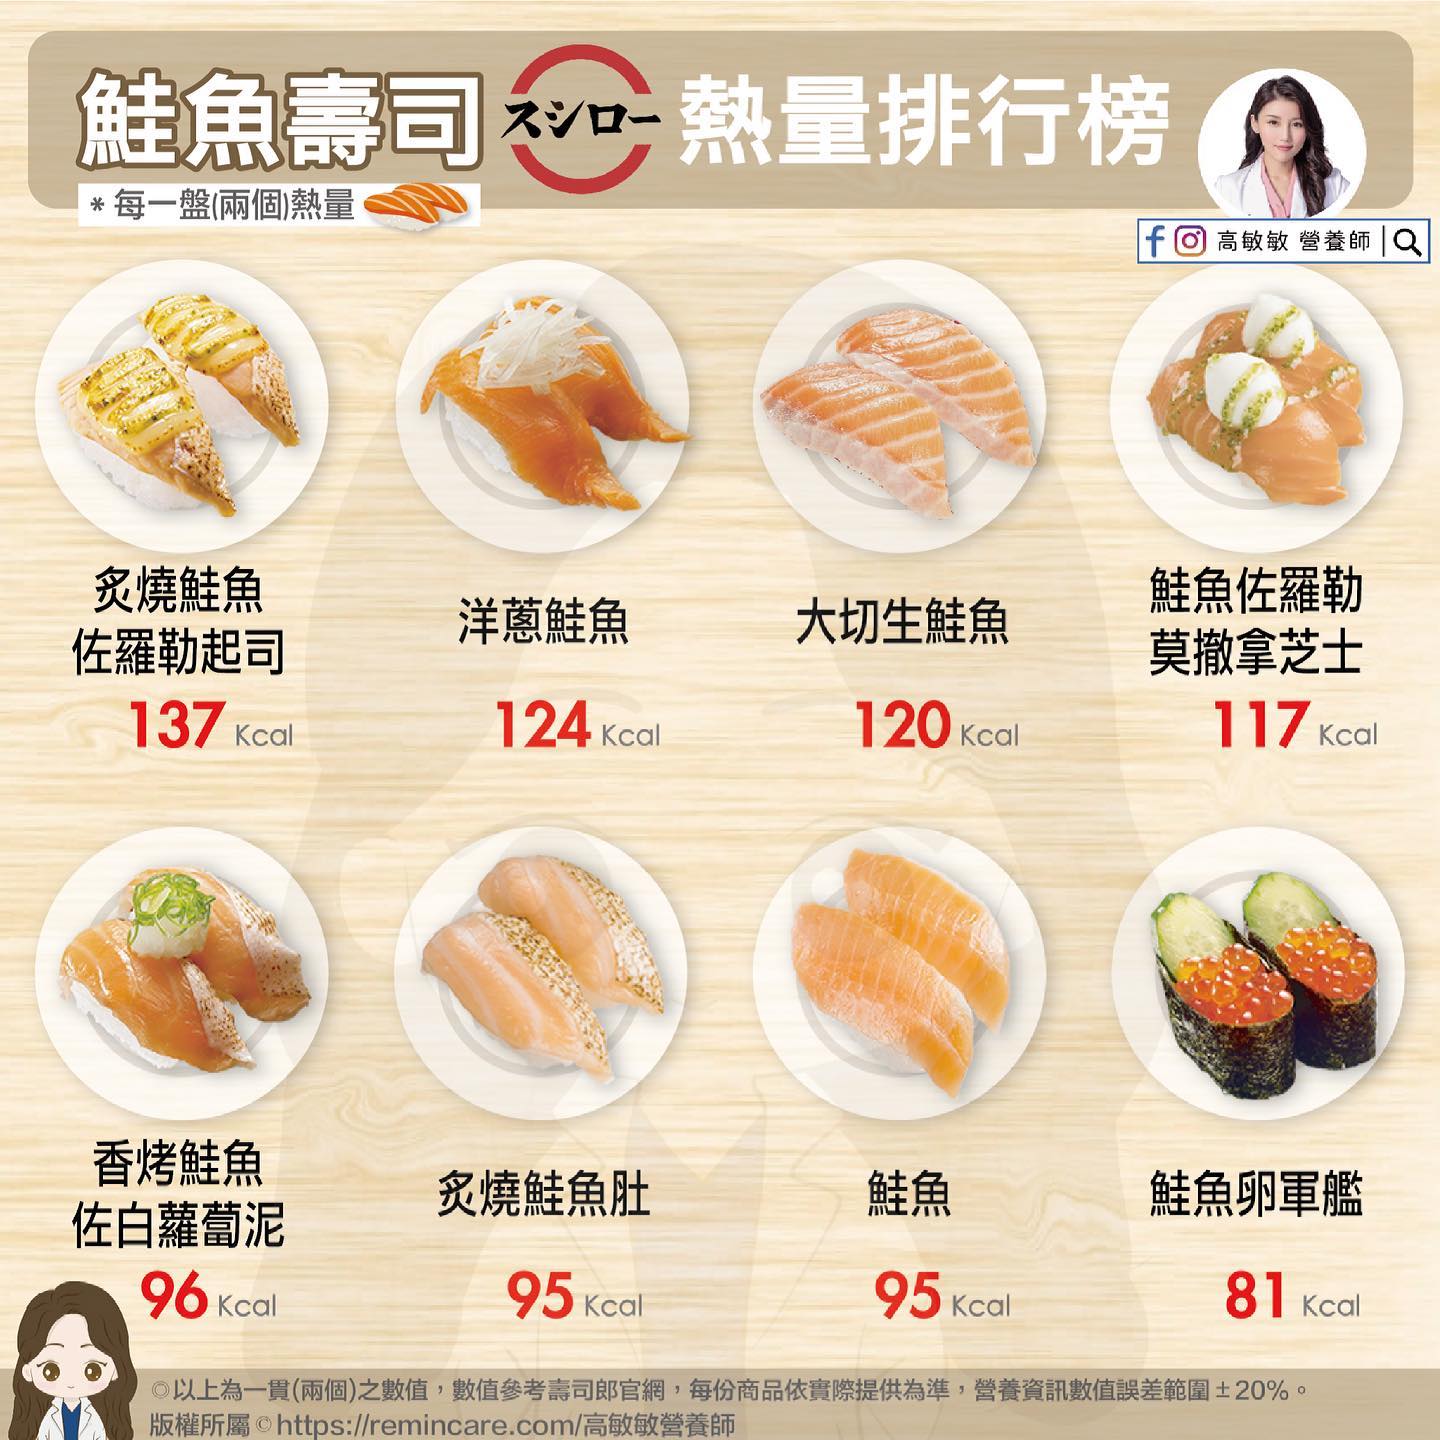 鮭魚壽司 スシロー 熱量排行榜
* 每一盤(兩個)熱量
高敏敏 營養師
炙燒鮭魚
佐羅勒起司
137 Kcal
洋蔥鮭魚
124 Kcal
大切生鮭魚
120 Kcal
鮭魚佐羅勒
莫撤拿芝士
117 Kcal
香烤鮭魚
佐白蘿蔔泥
96 Kcal
炙燒鮭魚肚
95 Kcal
鮭魚
95 Kcal
鮭魚卵軍艦
81 Kcal
◎以上為一貫(兩個)之數值，數值參考壽司郎官網，每份商品依實際提供為準，營養資訊數值誤差範圍±20%。
版權所屬©https://remincare.com/高敏敏營養師